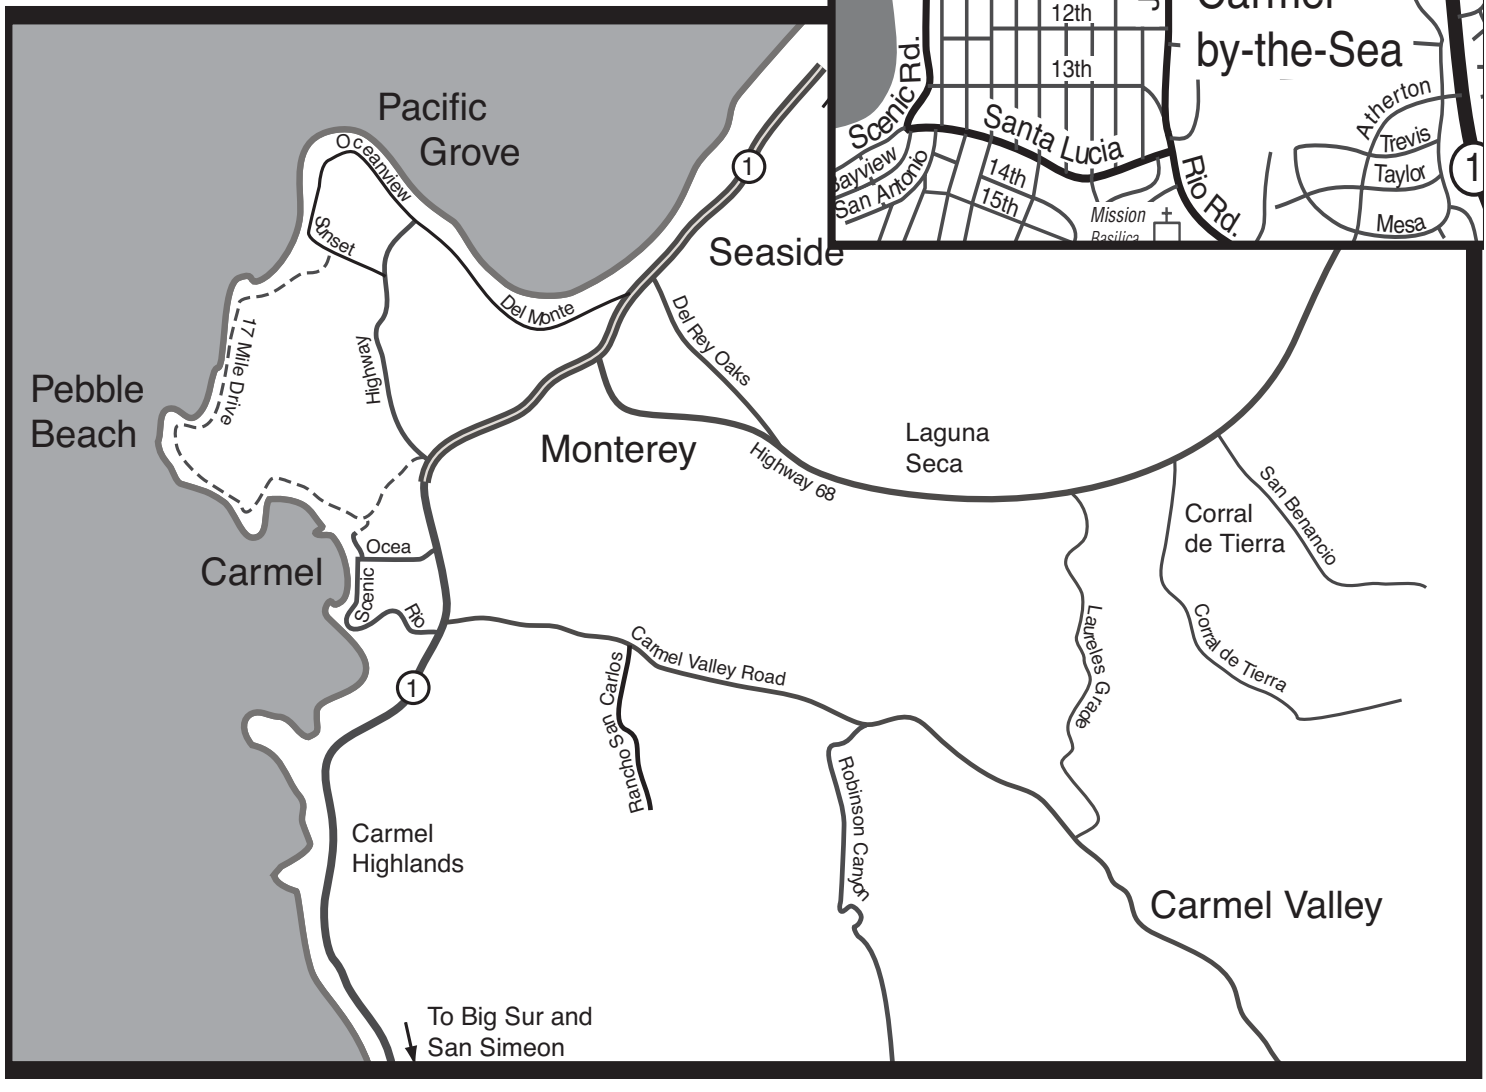 12th
Carmel
by-the-Sea
13th
Scenic Rd.
Santa Lucia
Atherton
Trevis
Taylor
Mesa
1
Bayview
San Antonio
14th
15th
Rio Rd.
Mission
Basilica
Pacific
Grove
Oceanview
Sunset
1
Seaside
Del Monte
Del Rey Oaks
17 Mile Drive
Highway
Pebble
Beach
Monterey
Highway 68
Laguna
Seca
San Benancio
Corral
de Tierra
Ocea
Carmel
Scenic
Rio
Carmel Valley Road
Laureles Grade
Corral de Tierra
1
Rancho San Carlos
Robinson Canyon
Carmel
Highlands
Carmel Valley
To Big Sur and
San Simeon